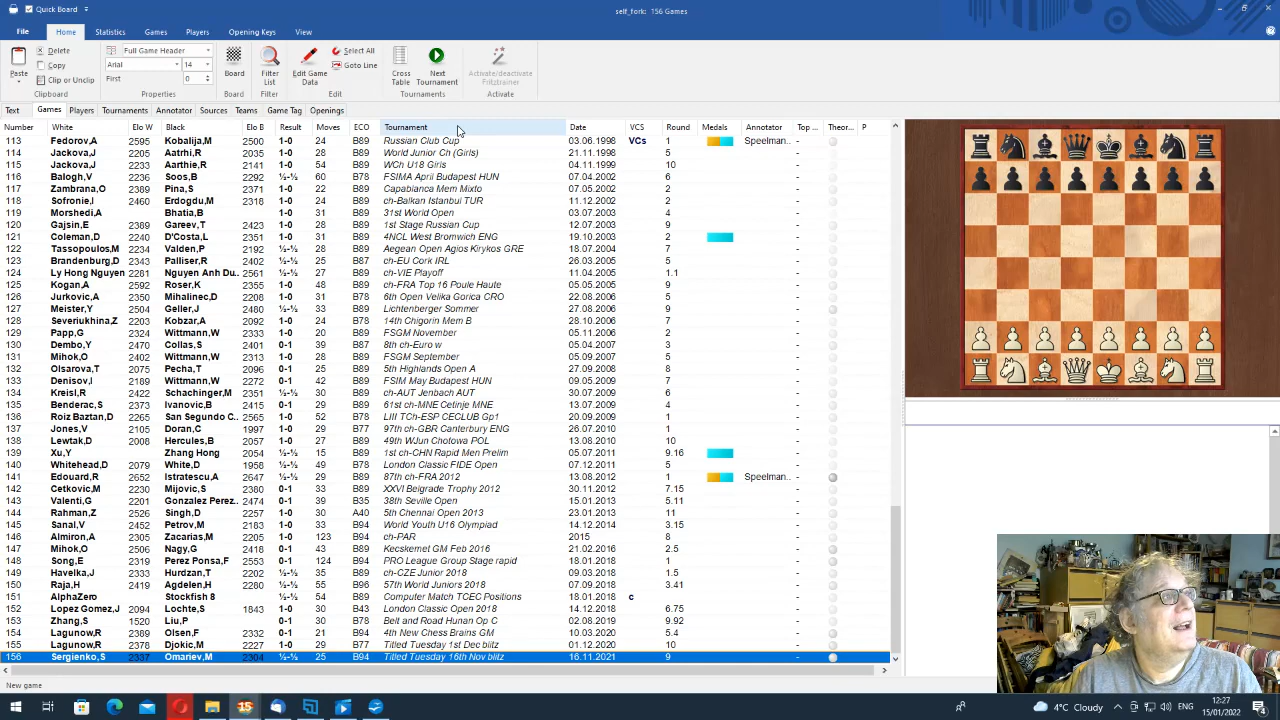 Quick Board
self_fork: 156 Games
File Home Statistics Games Players Opening Keys View
Paste Delete Copy Clip or Unclip Clipboard
Full Game Header Arial 14 First 0 Properties
Board Board
Filter List Filter
Edit Game Data Select All Goto Line Edit
Cross Table Next Tournament Tournaments
Activate/deactivate Fritztrainer Activate
Text Games Players Tournaments Annotator Sources Teams Game Tag Openings
Number White Elo W Black Elo B Result Moves ECO Tournament Date VCS Round Medals Annotator Top ... Theor... P
113 Fedorov,A 2595 Kobalija,M 2500 1-0 24 B89 Russian Club Cup 03.06.1998 VCs 1 Speelman.. -
114 Jackova,J 2205 Aarthi,R 2035 1-0 28 B89 World Junior Ch (Girls) 21.11.1998 5 -
115 Jackova,J 2233 Aarthie,R 2141 1-0 54 B89 WCh U18 Girls 04.11.1999 10 -
116 Balogh,V 2236 Soos,B 2292 ½-½ 60 B78 FSIMA April Budapest HUN 07.04.2002 6 -
117 Zambrana,O 2389 Pina,S 2371 1-0 24 B89 Capablanca Mem Mixto 07.05.2002 2 -
118 Sofronie,I 2460 Erdogdu,M 2318 1-0 22 B89 ch-Balkan Istanbul TUR 11.12.2002 2 -
119 Morshedi,A Bhatia,B 1-0 31 B89 31st World Open 03.07.2003 4 -
120 Gajsin,E 2389 Gareev,T 2423 1-0 28 B89 1st Stage Russian Cup 12.07.2003 9 -
121 Coleman,D 2240 D'Costa,L 2351 1-0 31 B89 4NCL West Bromwich ENG 19.10.2003 2 -
122 Tassopoulos,M 2234 Valden,P 2192 ½-½ 34 B89 Aegean Open Agios Kirykos GRE 18.07.2004 7 -
123 Brandenburg,D 2343 Palliser,R 2418 ½-½ 25 B87 ch-EU Cork IRL 26.03.2005 5 -
124 Ly Hong Nguyen 2281 Nguyen Anh Du.. 2561 ½-½ 27 B89 ch-VIE Playoff 11.04.2005 1.1 -
125 Kogan,A 2592 Roser,K 2355 1-0 48 B89 ch-FRA Top 16 Poule Haute 05.05.2005 9 -
126 Jurkovic,A 2350 Mihalinec,D 2208 1-0 31 B78 6th Open Velika Gorica CRO 22.08.2006 5 -
127 Meister,Y 2504 Geller,J 2480 ½-½ 33 B89 Lichtenberger Sommer 27.08.2006 9 -
128 Severiukhina,Z 2203 Kobzar,A 2092 1-0 24 B78 14th Chigorin Mem B 28.10.2006 7 -
129 Papp,G 2394 Wittmann,W 2333 1-0 20 B89 FSGM November 05.11.2006 2 -
130 Dembo,Y 2470 Collas,S 2401 0-1 39 B87 8th ch-Euro w 05.04.2007 3 -
131 Mihok,O 2402 Wittmann,W 2313 1-0 28 B89 FSGM September 05.09.2007 5 -
132 Olsarova,T 2075 Pecha,T 2096 0-1 25 B89 5th Highlands Open A 27.09.2008 8 -
133 Denisov,I 2189 Wittmann,W 2272 0-1 42 B89 FSIM May Budapest HUN 09.05.2009 7 -
134 Kreisl,R 2422 Schachinger,M 2351 ½-½ 30 B89 ch-AUT Jenbach AUT 30.07.2009 6 -
135 Benderac,S 2373 Ivanovic,B 2415 0-1 29 B89 61st ch-MNE Cetinje MNE 13.07.2009 4 -
136 Roiz Baztan,D 2265 San Segundo C.. 2565 0-1 26 B78 LIII TCh-ESP CECLUB Gp1 20.09.2009 1 -
137 Jones,V 2105 Doran,C 1997 1-0 29 B77 97th ch-GBR Canterbury ENG 26.07.2010 1 -
138 Lewtak,D 2008 Hercules,B 2057 1-0 27 B89 49th WJun Chotowa POL 13.08.2010 10 -
139 Xu,Y Zhang Hong 2054 ½-½ 15 B89 1st ch-CHN Rapid Men Prelim 05.07.2011 9.16 -
140 Whitehead,D 2079 White,D 1958 ½-½ 49 B78 London Classic FIDE Open 07.12.2011 5 -
141 Edouard,R 2652 Istratescu,A 2647 ½-½ 29 B89 87th ch-FRA 2012 13.08.2012 1 Speelman.. -
142 Cetkovic,M 2230 Mijovic,S 2380 0-1 33 B89 XXVI Belgrade Trophy 2012 30.11.2012 7.15 -
143 Valenti,G 2201 Gonzalez Perez.. 2474 0-1 39 B35 38th Seville Open 15.01.2013 5.11 -
144 Rahman,Z 2526 Singh,D 2257 1-0 30 A40 5th Chennai Open 2013 23.01.2013 11 -
145 Sanal,V 2452 Petrov,M 2183 1-0 33 B94 World Youth U16 Olympiad 14.12.2014 3.15 -
146 Almiron,A 2305 Zacarias,M 2205 1-0 123 B94 ch-PAR 2015 8 -
147 Mihok,O 2506 Nagy,G 2418 0-1 43 B89 Kecskemet GM Feb 2016 21.02.2016 2.5 -
148 Song,E 2318 Perez Ponsa,F 2553 0-1 124 B94 PRO League Group Stage rapid 18.01.2018 1 -
149 Havelka,J 2333 Hurdzan,T 2202 ½-½ 35 B89 ch-CZE Junior 2018 09.03.2018 1.5 -
150 Raja,H 2419 Agdelen,H 2280 ½-½ 55 B96 57th World Juniors 2018 07.09.2018 3.41 -
151 AlphaZero Stockfish 8 ½-½ 54 B89 Computer Match TCEC Positions 18.01.2018 c -
152 Lopez Gomez,J 2094 Lochte,S 1843 1-0 30 B43 London Classic Open 2018 14.12.2018 6.75 -
153 Zhang,S 1520 Liu,P 0-1 30 B78 Belt and Road Hunan Op C 02.08.2019 9.92 -
154 Lagunow,R 2389 Olsen,F 2332 0-1 21 B94 4th New Chess Brains GM 10.03.2020 5.4 -
155 Lagunow,R 2378 Djokic,M 2227 1-0 29 B77 Titled Tuesday 1st Dec blitz 01.12.2020 10 -
156 Sergienko,S 2337 Omariev,M 2304 ½-½ 25 B94 Titled Tuesday 16th Nov blitz 16.11.2021 9 -
New game
4°C Cloudy ENG 12:27
15/01/2022